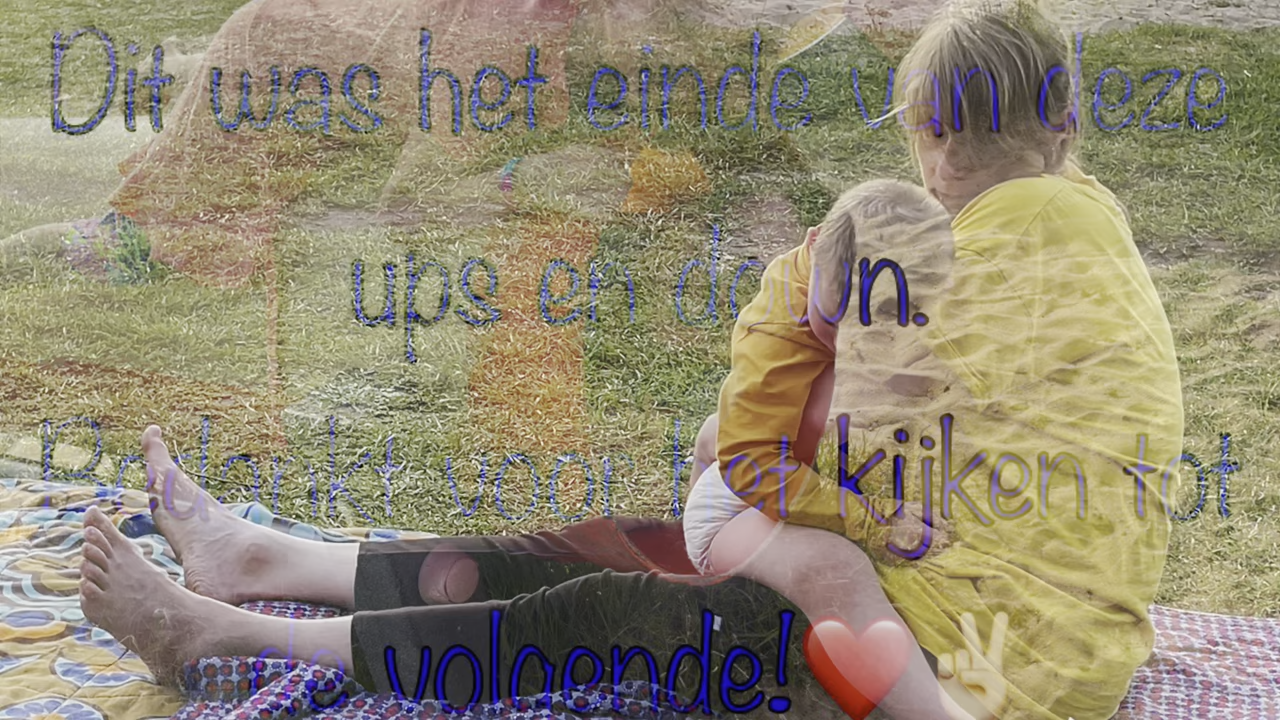 Dit was het einde van deze
ups en down.
Bedankt voor het kijken tot
de volgende!